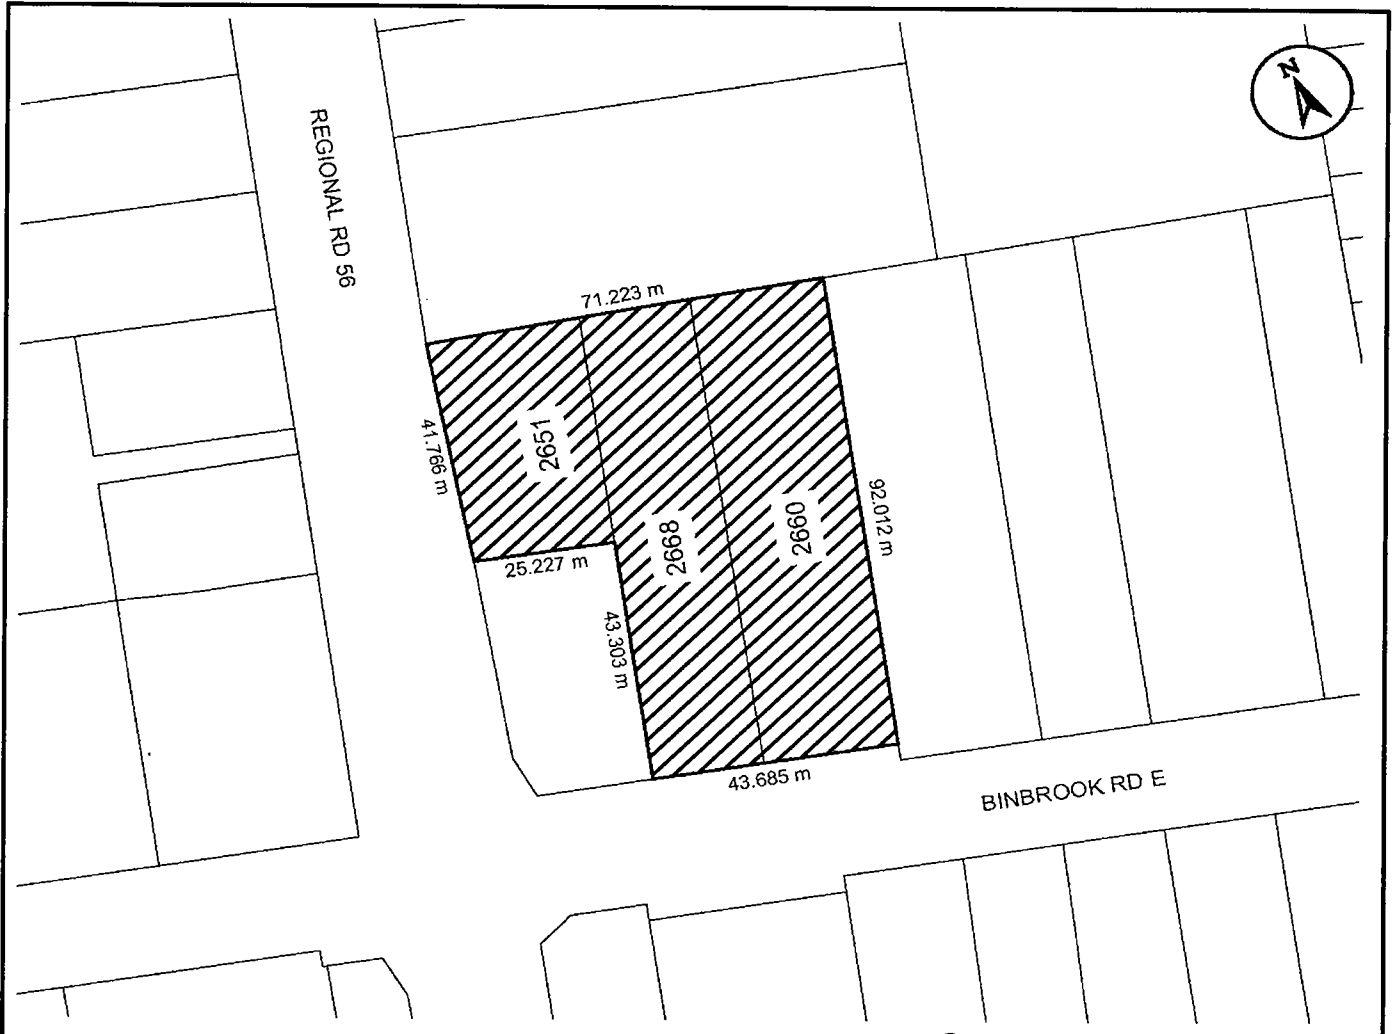 N
REGIONAL RD 56
71.223 m
41.766 m
2651
2668
2660
92.012 m
25.227 m
43.303 m
43.685 m
BINBROOK RD E